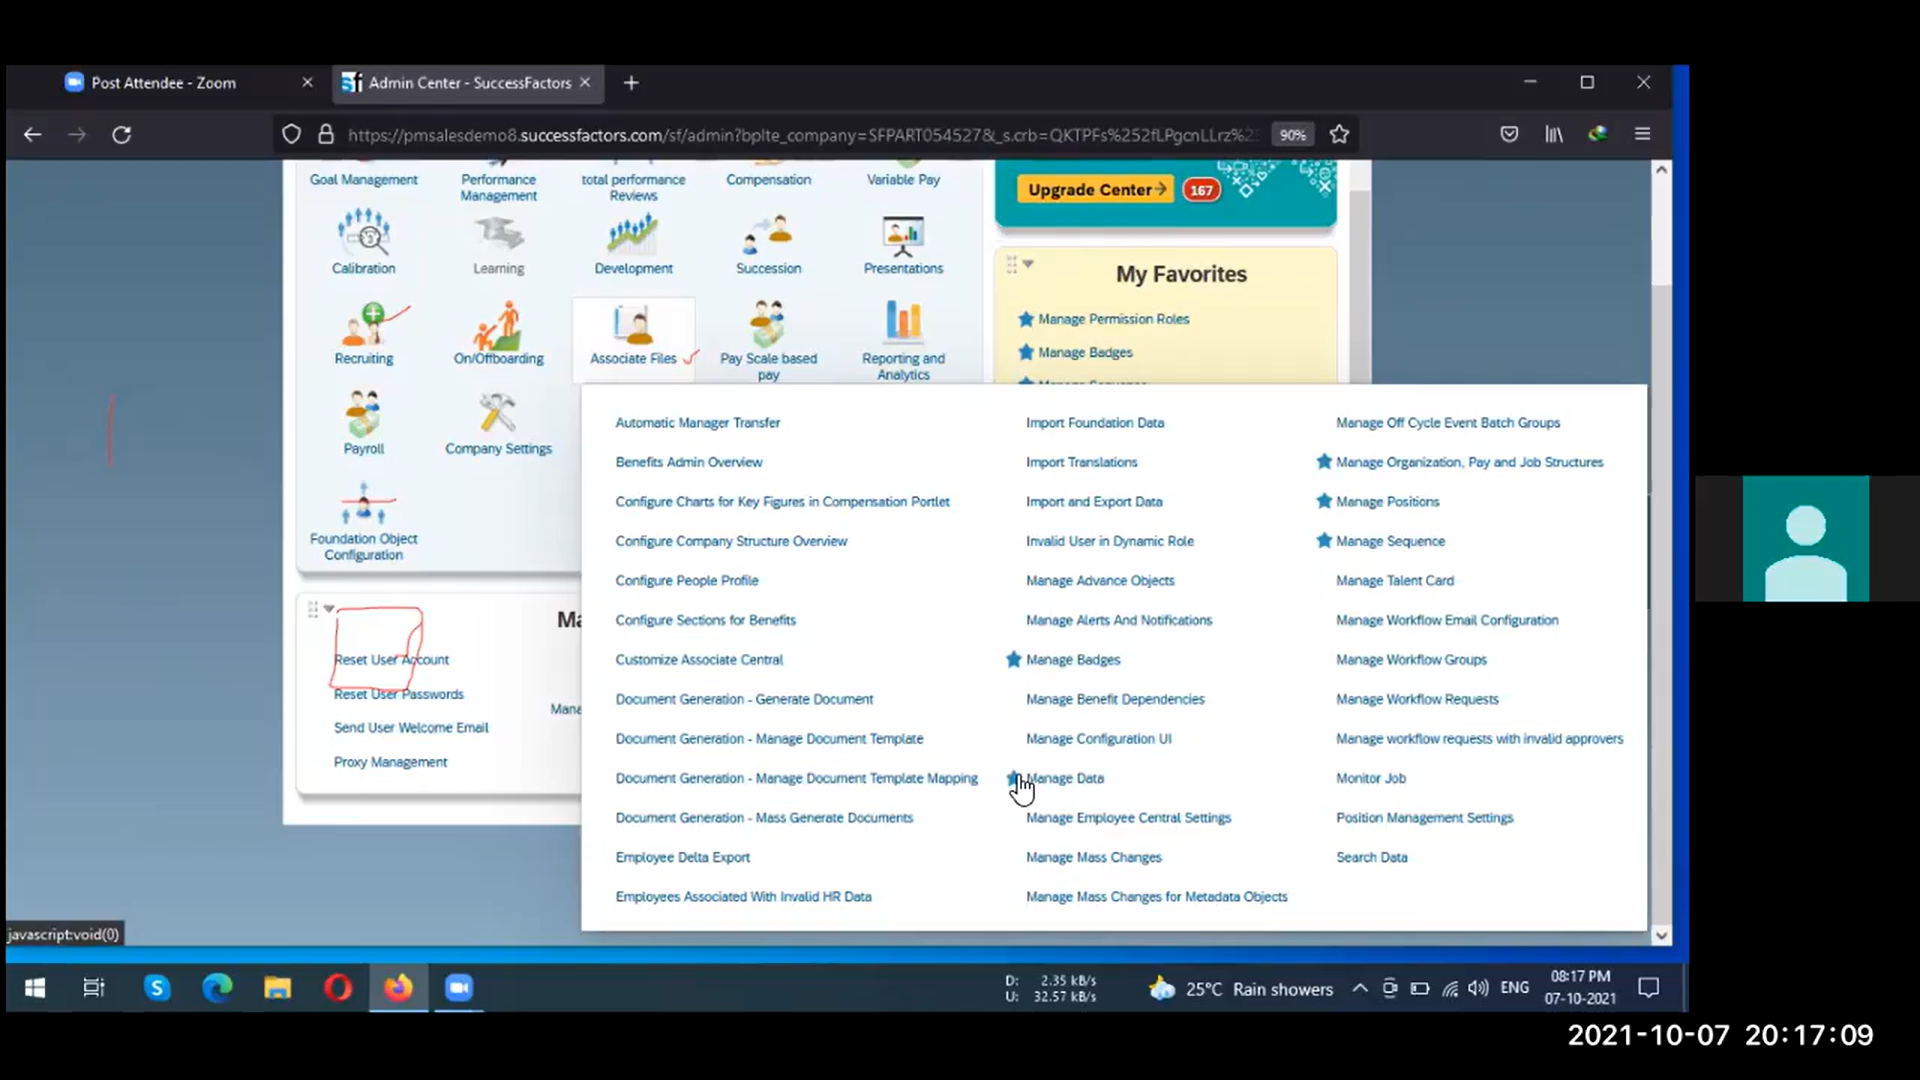 Post Attendee - Zoom
Admin Center - SuccessFactors
https://pmsalesdemo8.successfactors.com/sf/admin?bplte_company=SFPART054527&_s.crb=QKTPFs%252fLPgcnLLrz%2
90%
Goal Management
Performance Management
total performance Reviews
Compensation
Variable Pay
Upgrade Center
167
Calibration
Learning
Development
Succession
Presentations
My Favorites
Manage Permission Roles
Manage Badges
Recruiting
On/Offboarding
Associate Files
Pay Scale based pay
Reporting and Analytics
Payroll
Company Settings
Foundation Object Configuration
Ma
Reset User Account
Reset User Passwords
Send User Welcome Email
Proxy Management
Mana
Automatic Manager Transfer
Benefits Admin Overview
Configure Charts for Key Figures in Compensation Portlet
Configure Company Structure Overview
Configure People Profile
Configure Sections for Benefits
Customize Associate Central
Document Generation - Generate Document
Document Generation - Manage Document Template
Document Generation - Manage Document Template Mapping
Document Generation - Mass Generate Documents
Employee Delta Export
Employees Associated With Invalid HR Data
Import Foundation Data
Import Translations
Import and Export Data
Invalid User in Dynamic Role
Manage Advance Objects
Manage Alerts And Notifications
Manage Badges
Manage Benefit Dependencies
Manage Configuration UI
Manage Data
Manage Employee Central Settings
Manage Mass Changes
Manage Mass Changes for Metadata Objects
Manage Off Cycle Event Batch Groups
Manage Organization, Pay and Job Structures
Manage Positions
Manage Sequence
Manage Talent Card
Manage Workflow Email Configuration
Manage Workflow Groups
Manage Workflow Requests
Manage workflow requests with invalid approvers
Monitor Job
Position Management Settings
Search Data
javascript:void(0)
D: 2.35 kB/s
U: 32.57 kB/s
25°C Rain showers
ENG
08:17 PM
07-10-2021
2021-10-07 20:17:09